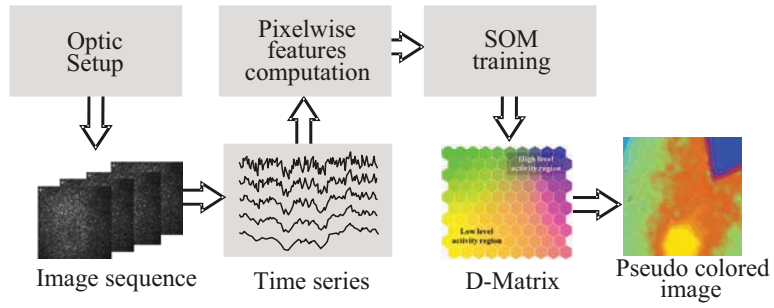 Optic
Setup
Pixelwise
features
computation
SOM
training
High level
activity region
Low level
activity region
Image sequence
Time series
D-Matrix
Pseudo colored
image